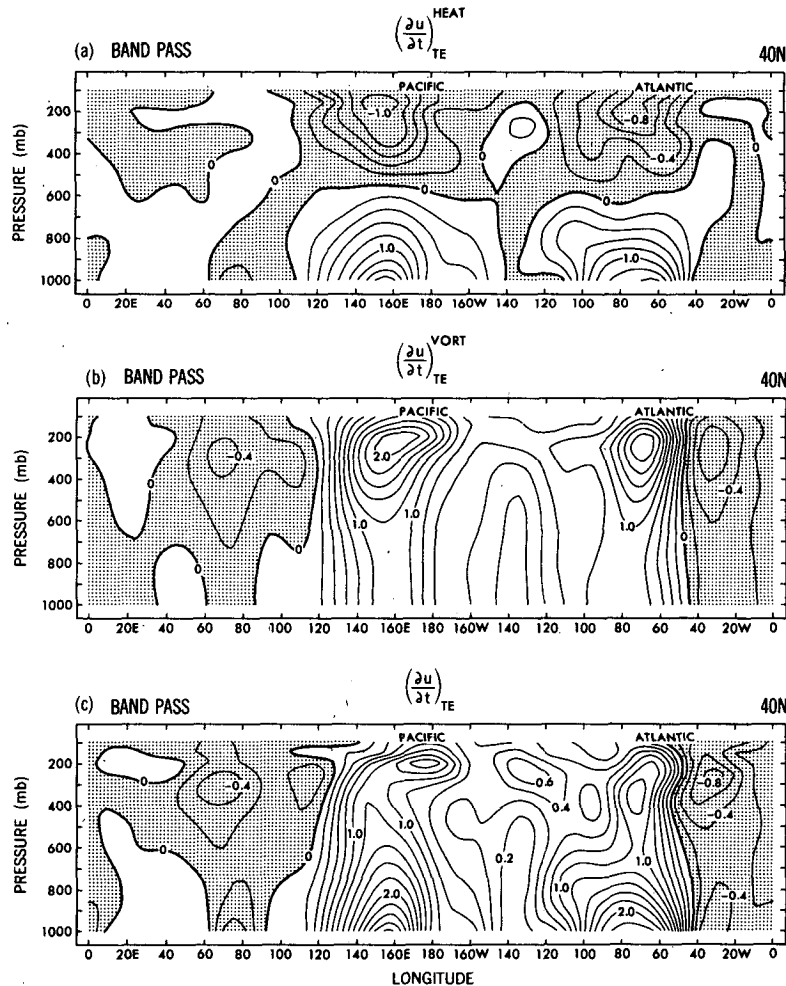 (∂u/∂t)TE HEAT
(a) BAND PASS 40N
PACIFIC ATLANTIC
-1.0 -0.8 -0.4 0 0 0 0 0 0
1.0 1.0
PRESSURE (mb)
200
400
600
800
1000
0 20E 40 60 80 100 120 140 160E 180 160W 140 120 100 80 60 40 20W 0
(∂u/∂t)TE VORT
(b) BAND PASS 40N
PACIFIC ATLANTIC
0 -0.4 0 2.0 -0.4
1.0 1.0 1.0
0 0 0 0
PRESSURE (mb)
200
400
600
800
1000
0 20E 40 60 80 100 120 140 160E 180 160W 140 120 100 80 60 40 20W 0
(∂u/∂t)TE
(c) BAND PASS 40N
PACIFIC ATLANTIC
0 -0.4 -0.6 -0.8
0.4 -0.4
1.0 1.0 0.2 1.0
0 0 1.0
2.0 2.0 -0.4
PRESSURE (mb)
200
400
600
800
1000
0 20E 40 60 80 100 120 140 160E 180 160W 140 120 100 80 60 40 20W 0
LONGITUDE